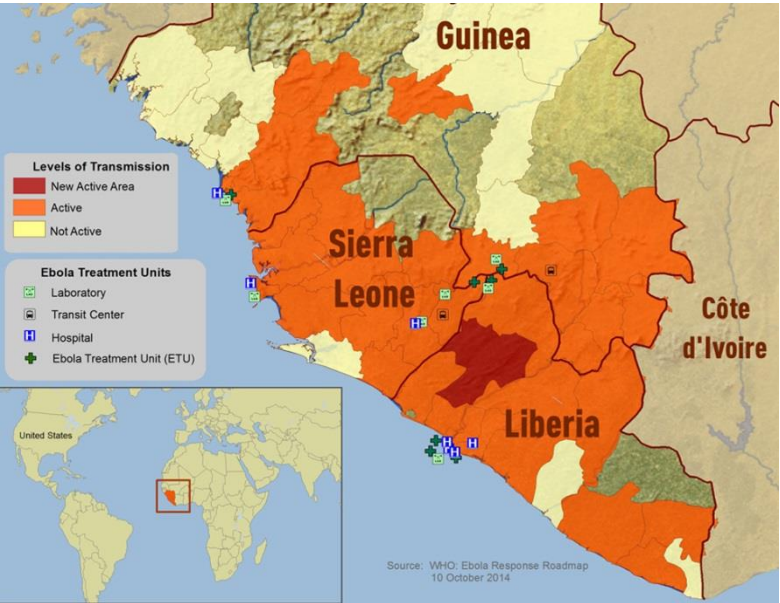 Guinea
Levels of Transmission
New Active Area
Active
Not Active
Ebola Treatment Units
Laboratory
Transit Center
H Hospital
Ebola Treatment Unit (ETU)
Sierra
Leone
Côte
d'Ivoire
Liberia
United States
Source: WHO: Ebola Response Roadmap
10 October 2014